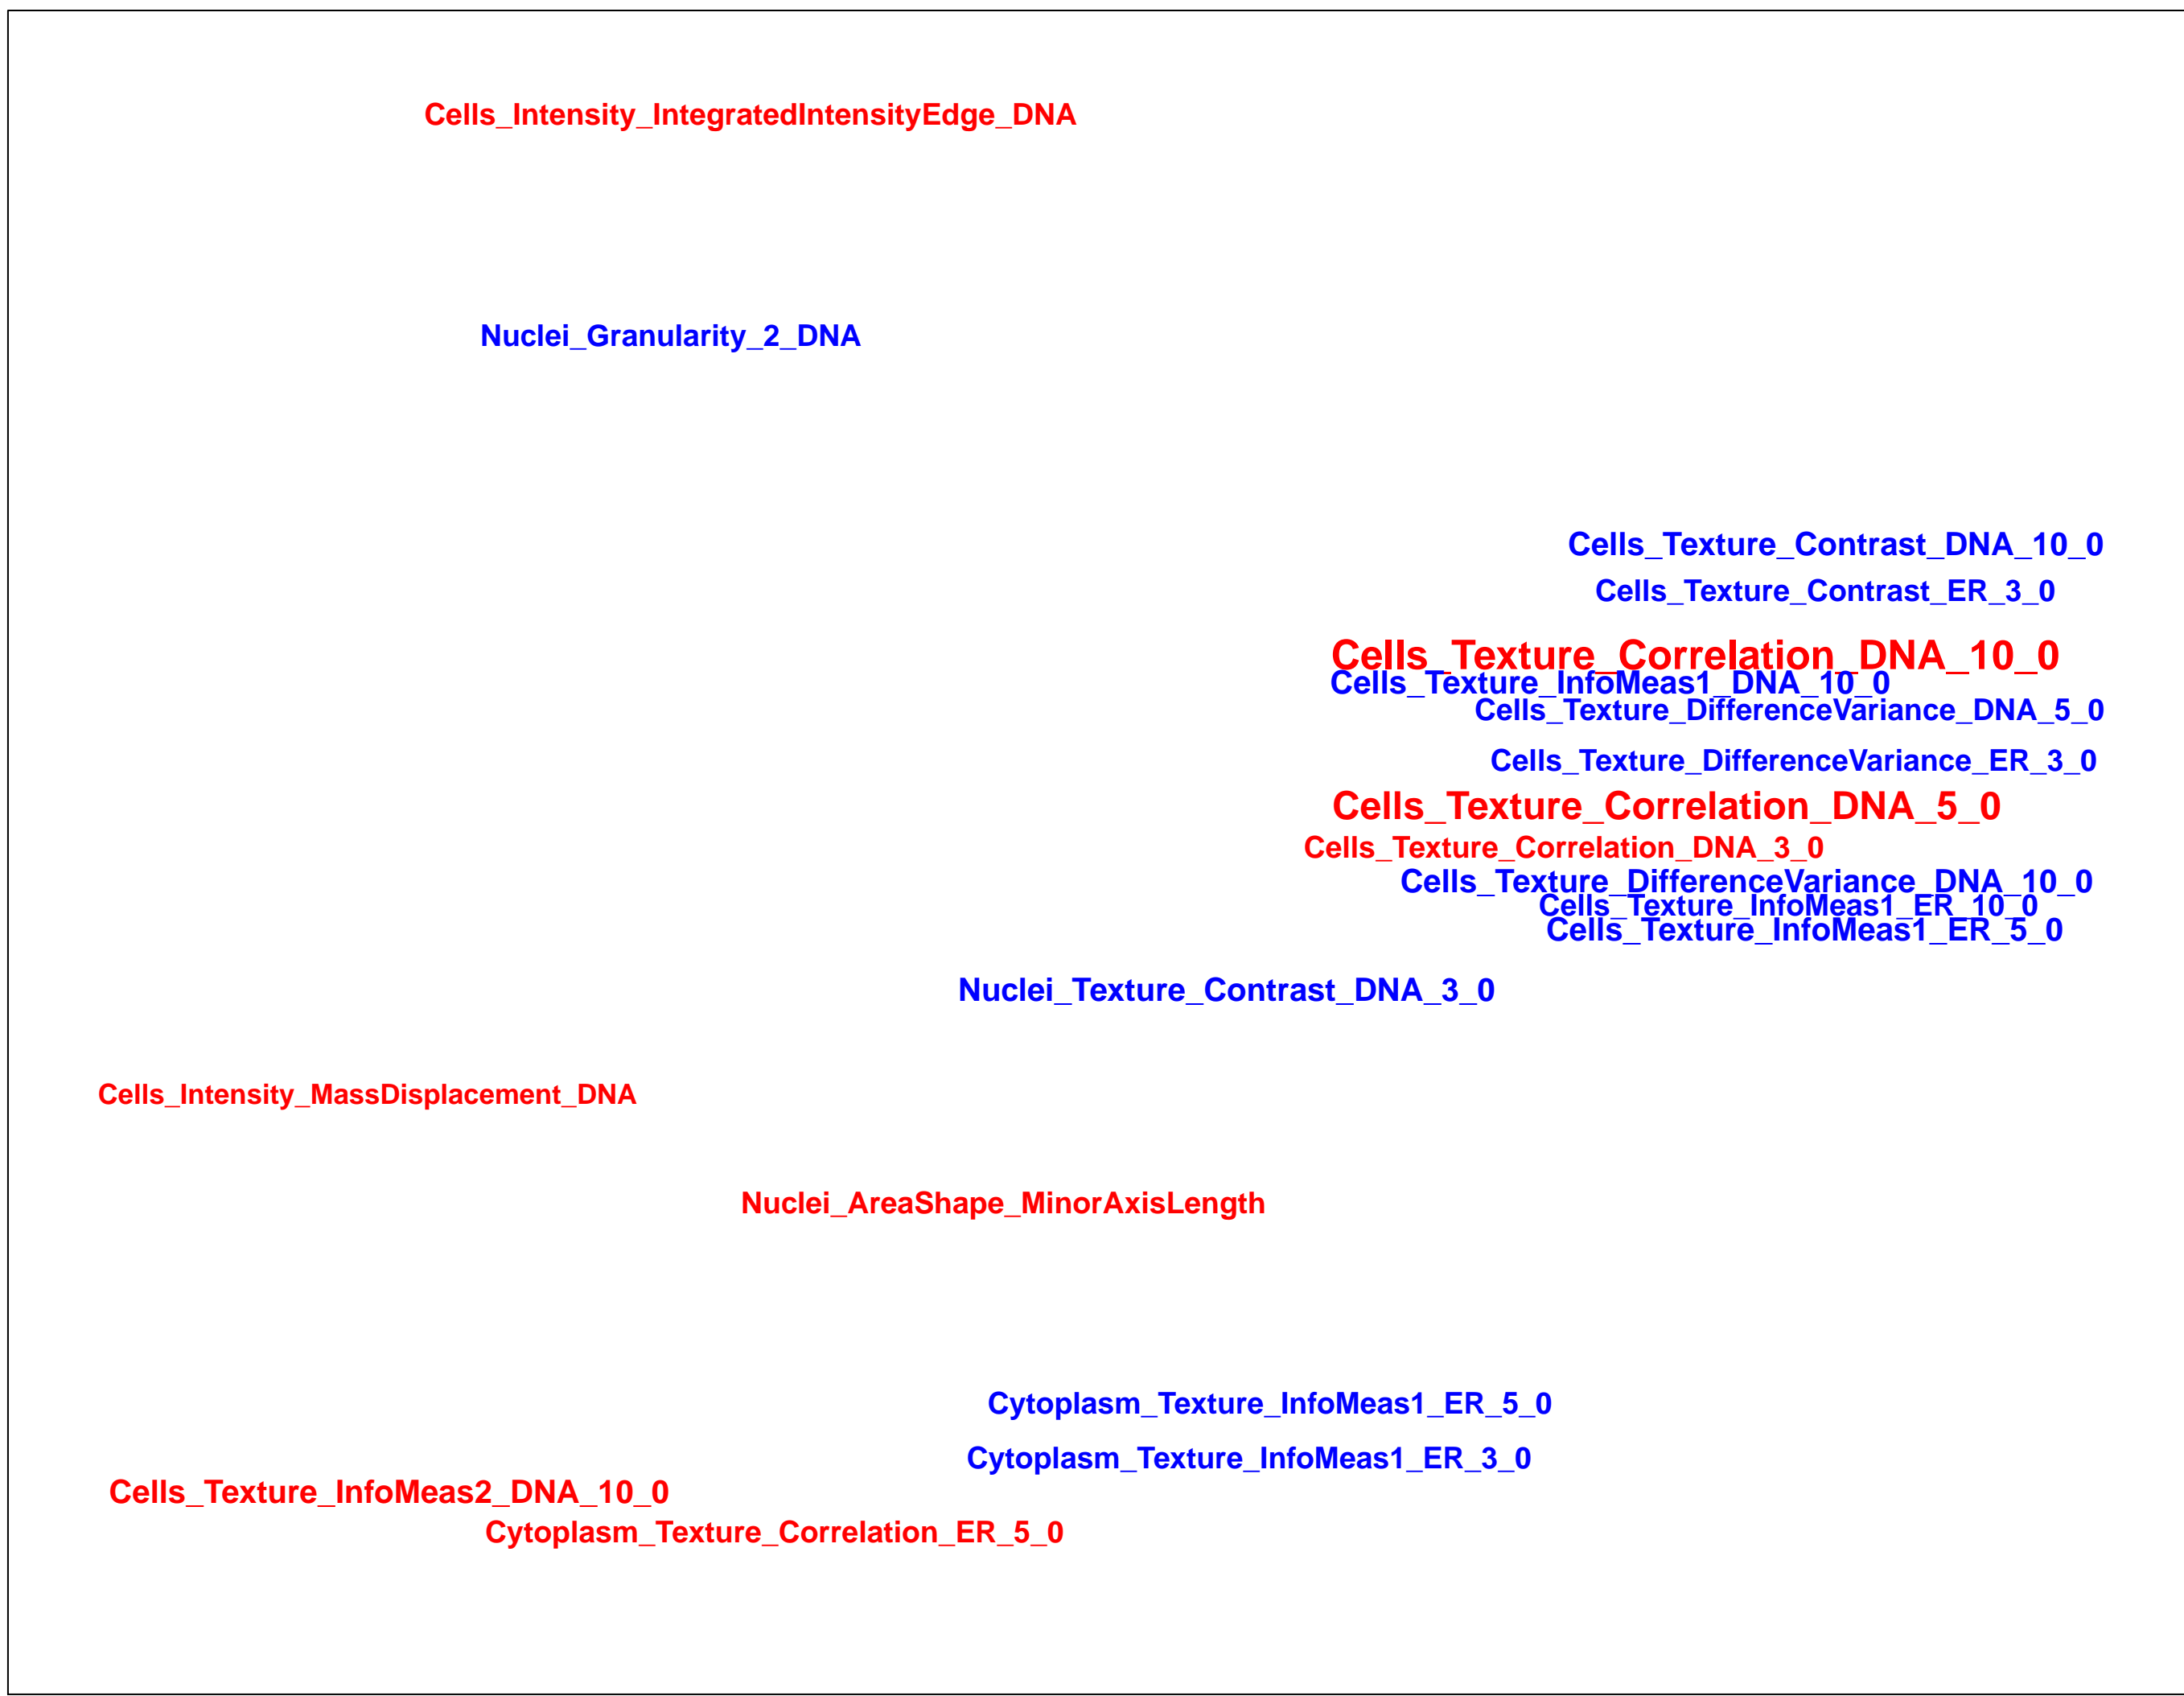 Cells_Intensity_IntegratedIntensityEdge_DNA
Nuclei_Granularity_2_DNA
Cells_Texture_Contrast_DNA_10_0
Cells_Texture_Contrast_ER_3_0
Cells_Texture_Correlation_DNA_10_0
Cells_Texture_InfoMeas1_DNA_10_0
Cells_Texture_DifferenceVariance_DNA_5_0
Cells_Texture_DifferenceVariance_ER_3_0
Cells_Texture_Correlation_DNA_5_0
Cells_Texture_Correlation_DNA_3_0
Cells_Texture_DifferenceVariance_DNA_10_0
Cells_Texture_InfoMeas1_ER_10_0
Cells_Texture_InfoMeas1_ER_5_0
Nuclei_Texture_Contrast_DNA_3_0
Cells_Intensity_MassDisplacement_DNA
Nuclei_AreaShape_MinorAxisLength
Cytoplasm_Texture_InfoMeas1_ER_5_0
Cytoplasm_Texture_InfoMeas1_ER_3_0
Cells_Texture_InfoMeas2_DNA_10_0
Cytoplasm_Texture_Correlation_ER_5_0